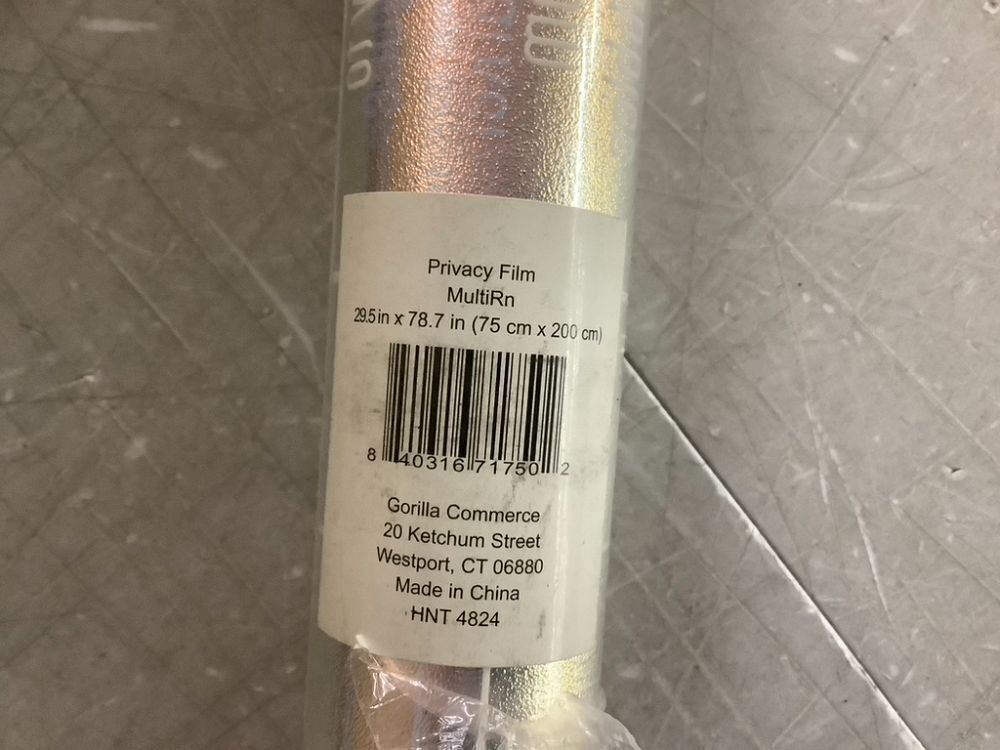 Privacy Film
MultiRn
29.5 in x 78.7 in (75 cm x 200 cm)
8 40316 71750 2
Gorilla Commerce
20 Ketchum Street
Westport, CT 06880
Made in China
HNT 4824